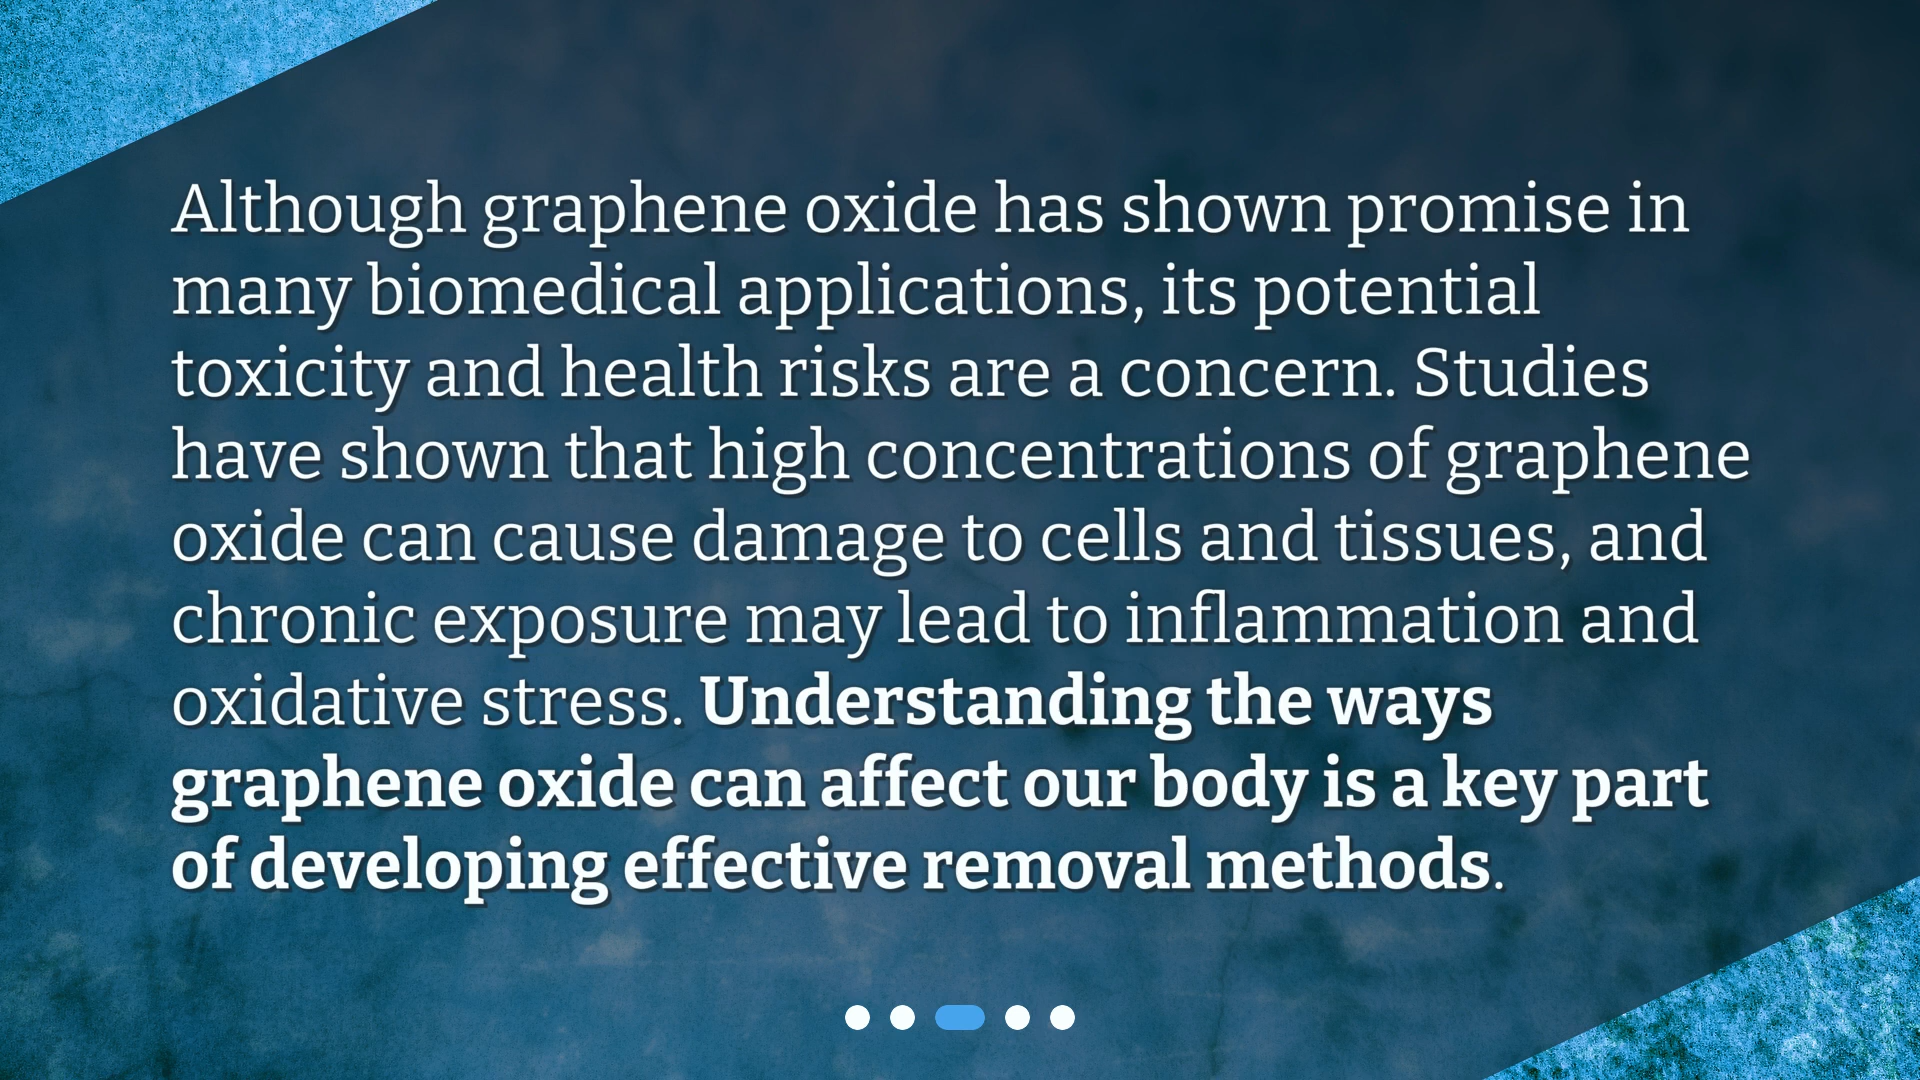 Although graphene oxide has shown promise in
many biomedical applications, its potential
toxicity and health risks are a concern. Studies
have shown that high concentrations of graphene
oxide can cause damage to cells and tissues, and
chronic exposure may lead to inflammation and
oxidative stress. Understanding the ways
graphene oxide can affect our body is a key part
of developing effective removal methods.